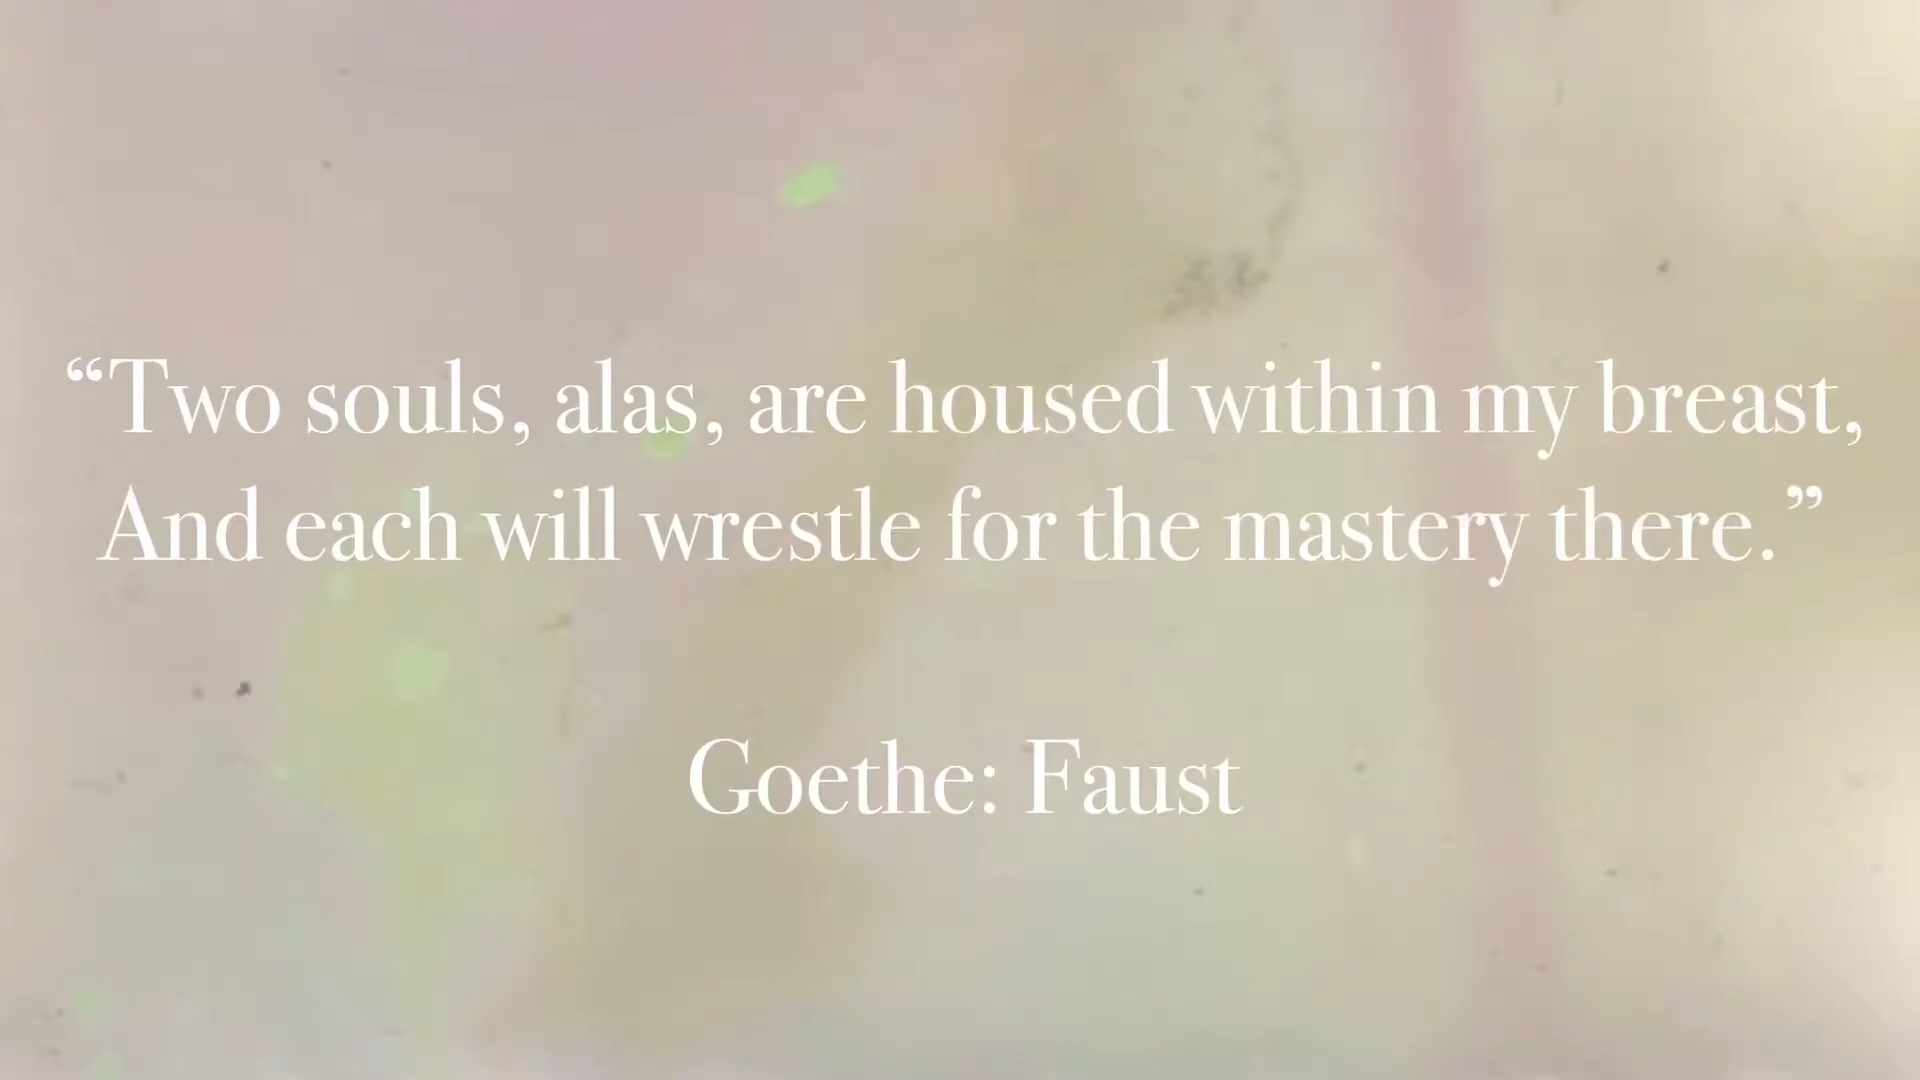 “Two souls, alas, are housed within my breast,
And each will wrestle for the mastery there.”
Goethe: Faust